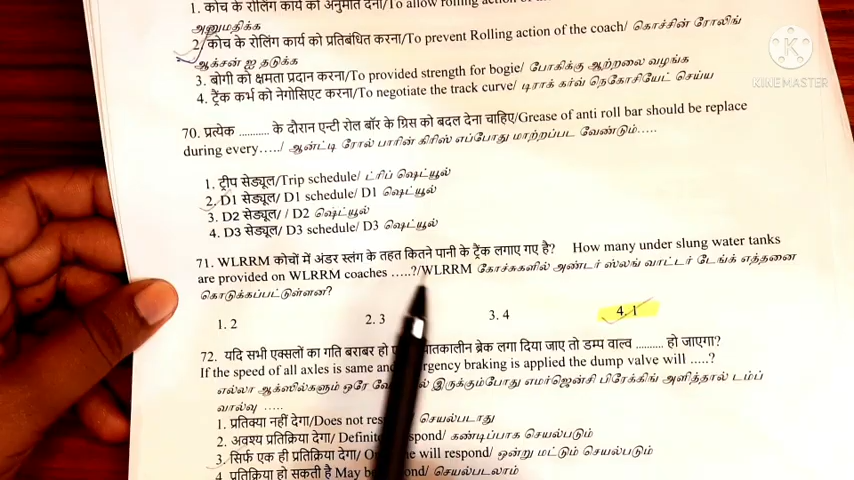 1. कोच के रोलिंग कार्य को अनुमति देना/To allow rolling action of
அனுமதிக்க
2. कोच के रोलिंग कार्य को प्रतिबंधित करना/To prevent Rolling action of the coach/ கொச்சின் ரோலிங்
ஆக்சன் ஐ தடுக்க
3. बोगी को क्षमता प्रदान करना/To provided strength for bogie/ போகிக்கு ஆற்றலை வழங்க
4. ट्रैक कर्भ को नेगोसिएट करना/To negotiate the track curve/ டிராக் கர்வ் நெகோசியேட் செய்ய
KINEMASTER
70. प्रत्येक ........... के दौरान एन्टी रोल बॉर के ग्रिस को बदल देना चाहिए/Grease of anti roll bar should be replace
during every...../ ஆன்ட்டி ரோல் பாரின் கிரிஸ் எப்போது மாற்றப்பட வேண்டும்.....
1. ट्रीप सेड्यूल/Trip schedule/ ட்ரிப் ஷெட்யூல்
2. D1 सेड्यूल/ D1 schedule/ D1 ஷெட்யூல்
3. D2 सेड्यूल/ / D2 ஷெட்யூல்
4. D3 सेड्यूल/ D3 schedule/ D3 ஷெட்யூல்
71. WLRRM कोचों में अंडर स्लंग के तहत कितने पानी के ट्रैंक लगाए गए है? How many under slung water tanks
are provided on WLRRM coaches .....?/WLRRM கோச்சுகளில் அண்டர் ஸ்லங் வாட்டர் டேங்க் எத்தனை
கொடுக்கப்பட்டுள்ளன?
1. 2 2. 3 3. 4 4. 1
72. यदि सभी एक्सलों का गति बराबर हो ब्रेक लगा दिया जाए तो डम्प वाल्व .......... हो जाएगा?
If the speed of all axles is same and braking is applied the dump valve will .....?
எல்லா ஆக்ஸில்களும் ஒரே இருக்கும்போது எமர்ஜென்சி பிரேக்கிங் அளித்தால் டம்ப்
வால்வு .....
1. प्रतिक्या नहीं देगा/Does not செயல்படாது
2. अवश्य प्रतिक्रिया देगा/ கண்டிப்பாக செயல்படும்
3. सिर्फ एक ही प्रतिक्रिया देगा/ will respond/ ஒன்று மட்டும் செயல்படும்
4. प्रतिक्रिया हो सकती है May செயல்படலாம்